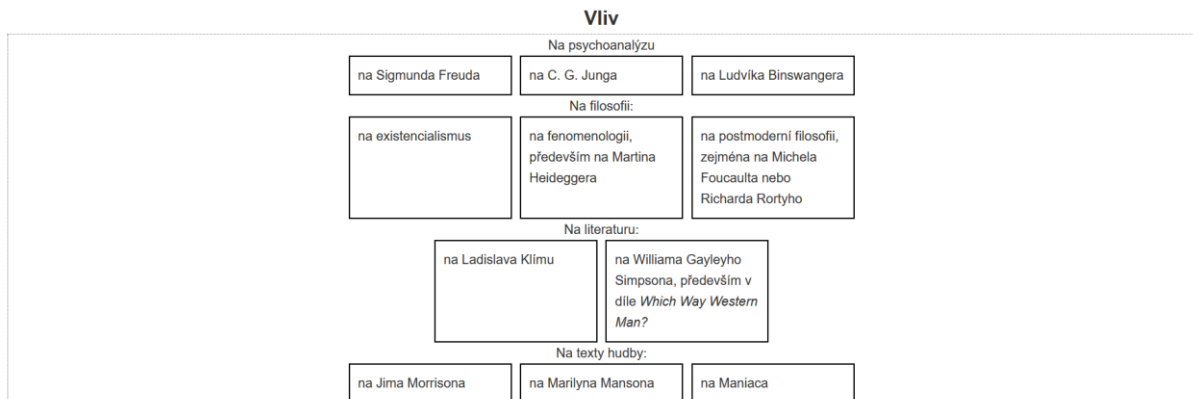 Vliv
Na psychoanalýzu
na Sigmunda Freuda
na C. G. Junga
na Ludvíka Binswangera
Na filosofii:
na existencialismus
na fenomenologii,
především na Martina
Heideggera
na postmoderní filosofii,
zejména na Michela
Foucaulta nebo
Richarda Rortyho
Na literaturu:
na Ladislava Klímu
na Williama Gayleyho
Simpsona, především v
díle Which Way Western
Man?
Na texty hudby:
na Jima Morrisona
na Marilyna Mansona
na Maniaca